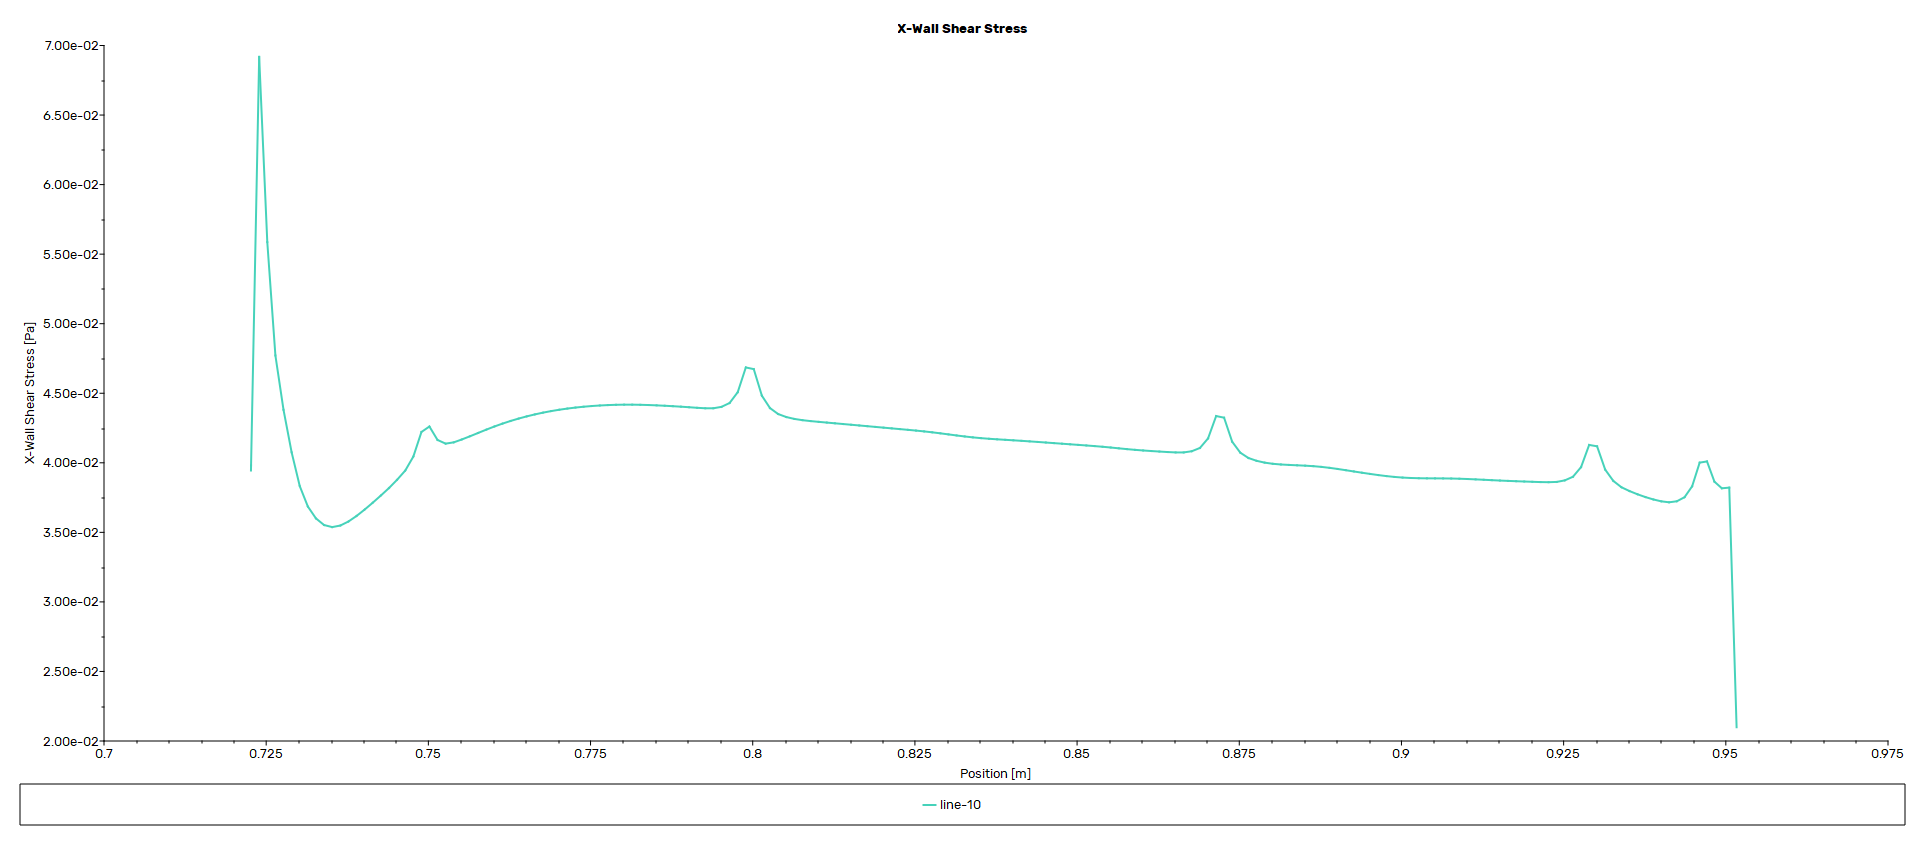 X-Wall Shear Stress
7.00e-02
6.50e-02
6.00e-02
5.50e-02
5.00e-02
4.50e-02
4.00e-02
3.50e-02
3.00e-02
2.50e-02
2.00e-02
X-Wall Shear Stress [Pa]
0.7 0.725 0.75 0.775 0.8 0.825 0.85 0.875 0.9 0.925 0.95 0.975
Position [m]
line-10